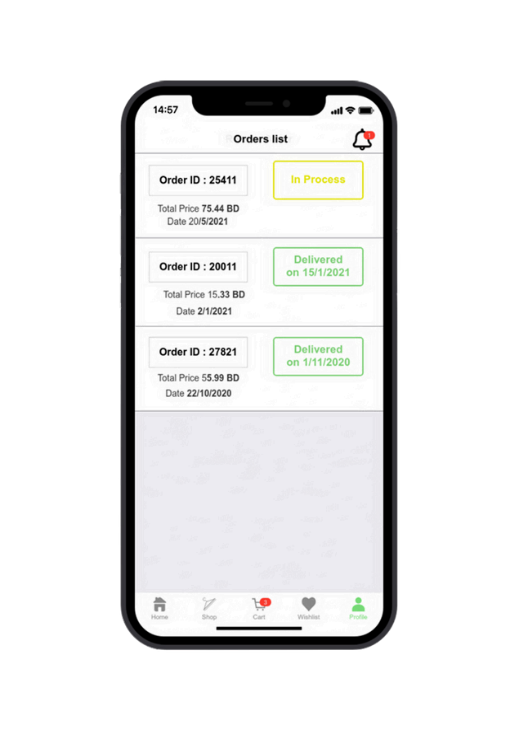 14:57
Orders list
1
Order ID : 25411
In Process
Total Price 75.44 BD
Date 20/5/2021
Order ID : 20011
Delivered
on 15/1/2021
Total Price 15.33 BD
Date 2/1/2021
Order ID : 27821
Delivered
on 1/11/2020
Total Price 55.99 BD
Date 22/10/2020
3
Home Shop Cart Wishlist Profile